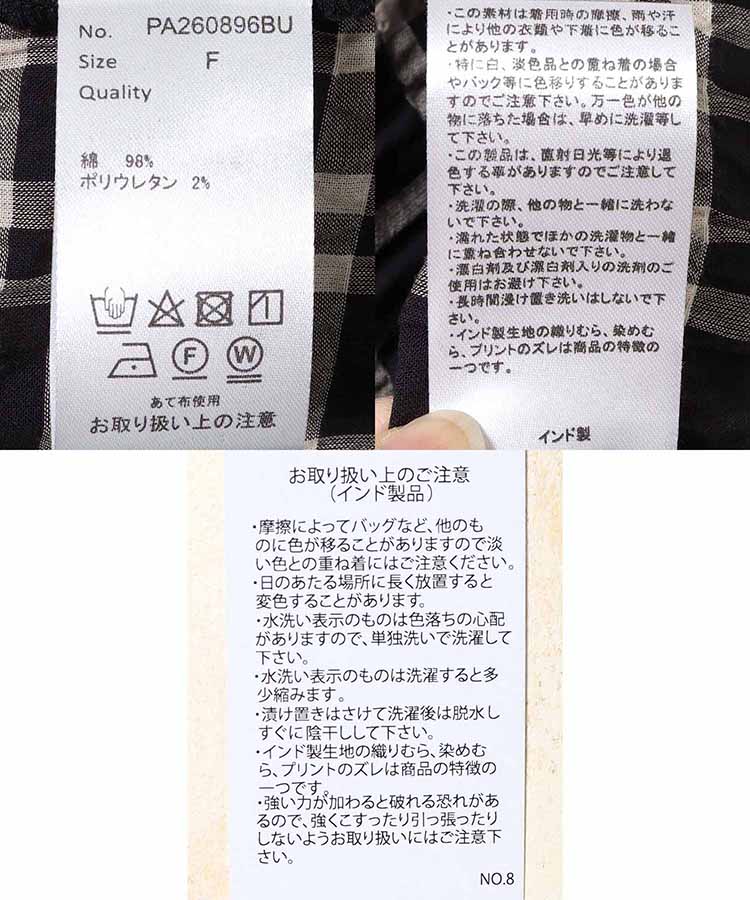 No. PA260896BU
Size F
Quality
綿 98%
ポリウレタン 2%
F
W
あて布使用
お取り扱い上の注意
・この素材は着用時の摩擦、雨や汗
により他の衣類や下着に色が移るこ
とがあります。
・特に白、淡色品との重ね着の場合
やバック等に色移りすることがありま
すのでご注意下さい。万一色が他の
物に落ちた場合は、早めに洗濯等し
て下さい。
・この製品は、直射日光等により退
色する事がありますのでご注意して
下さい。
・洗濯の際、他の物と一緒に洗わな
いで下さい。
・濡れた状態でほかの洗濯物と一緒
に重ね合わせないで下さい。
・漂白剤及び漂白剤入りの洗剤のご
使用はお避け下さい。
・長時間浸け置き洗いはしないで下
さい。
・インド製生地の織りむら、染めむ
ら、プリントのズレは商品の特徴の
一つです。
インド製
お取り扱い上のご注意
（インド製品）
・摩擦によってバッグなど、他のも
のに色が移ることがありますので淡
い色との重ね着にはご注意ください。
・日のあたる場所に長く放置すると
変色することがあります。
・水洗い表示のものは色落ちの心配
がありますので、単独洗いで洗濯して
下さい。
・水洗い表示のものは洗濯すると多
少縮みます。
・漬け置きはさけて洗濯後は脱水し
すぐに陰干しして下さい。
・インド製生地の織りむら、染めむ
ら、プリントのズレは商品の特徴の
一つです。
・強い力が加わると破れる恐れがあ
るので、強くこすったり引っ張ったり
しないようお取り扱いにはご注意下
さい。
NO.8